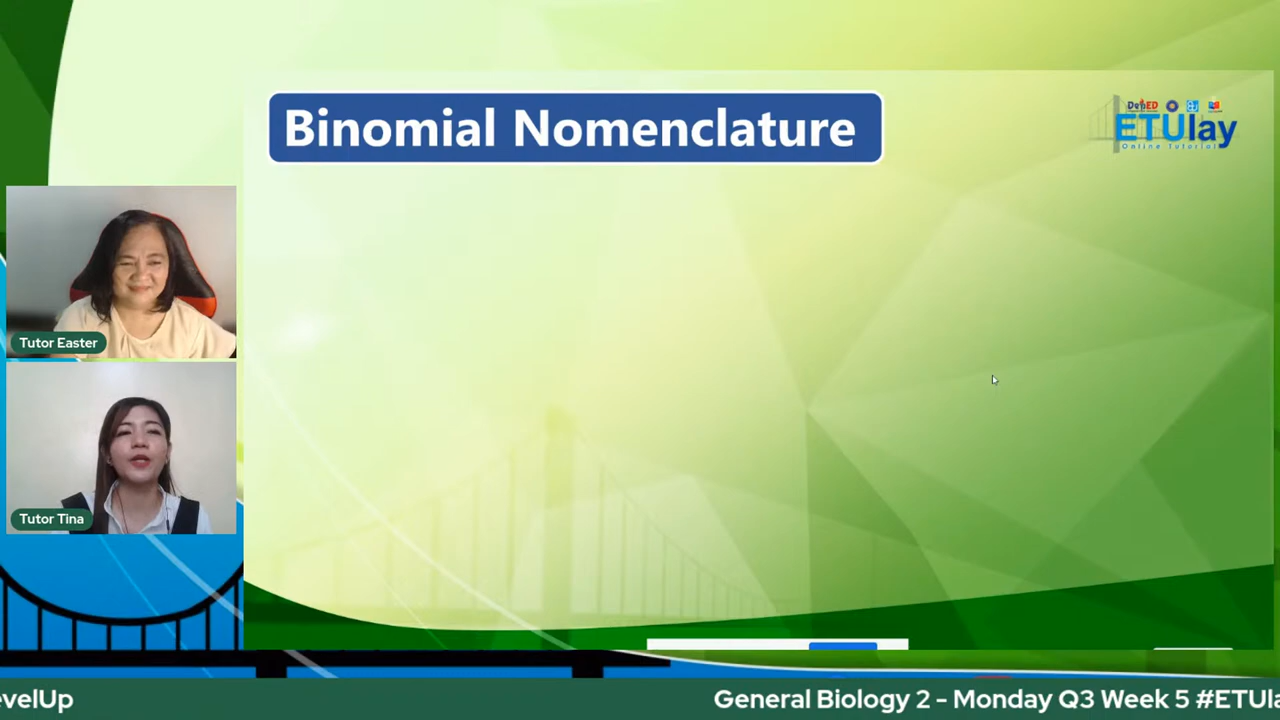 Binomial Nomenclature
DepED
ETUlay
Online Tutorial
Tutor Easter
Tutor Tina
evelUp
General Biology 2 - Monday Q3 Week 5 #ETUla